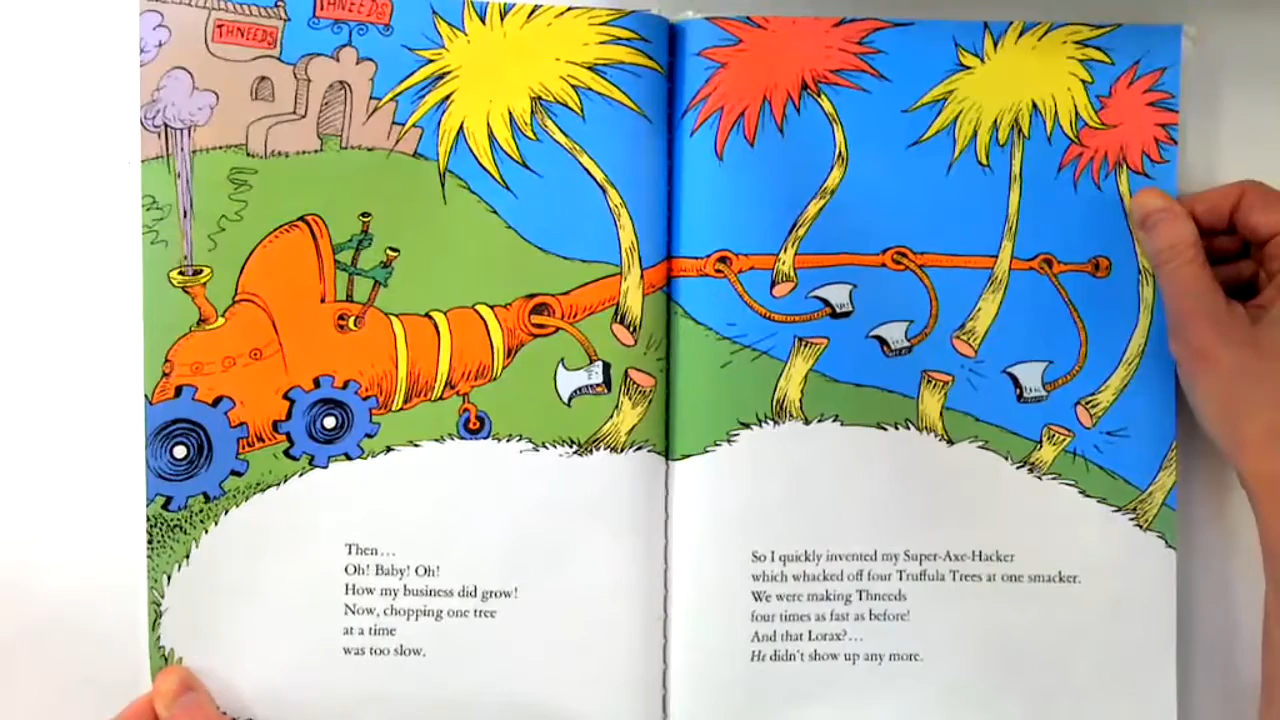 THNEEDS
THNEEDS
Then...
Oh! Baby! Oh!
How my business did grow!
Now, chopping one tree
at a time
was too slow.
So I quickly invented my Super-Axe-Hacker
which whacked off four Truffula Trees at one smacker.
We were making Thneeds
four times as fast as before!
And that Lorax?...
He didn't show up any more.